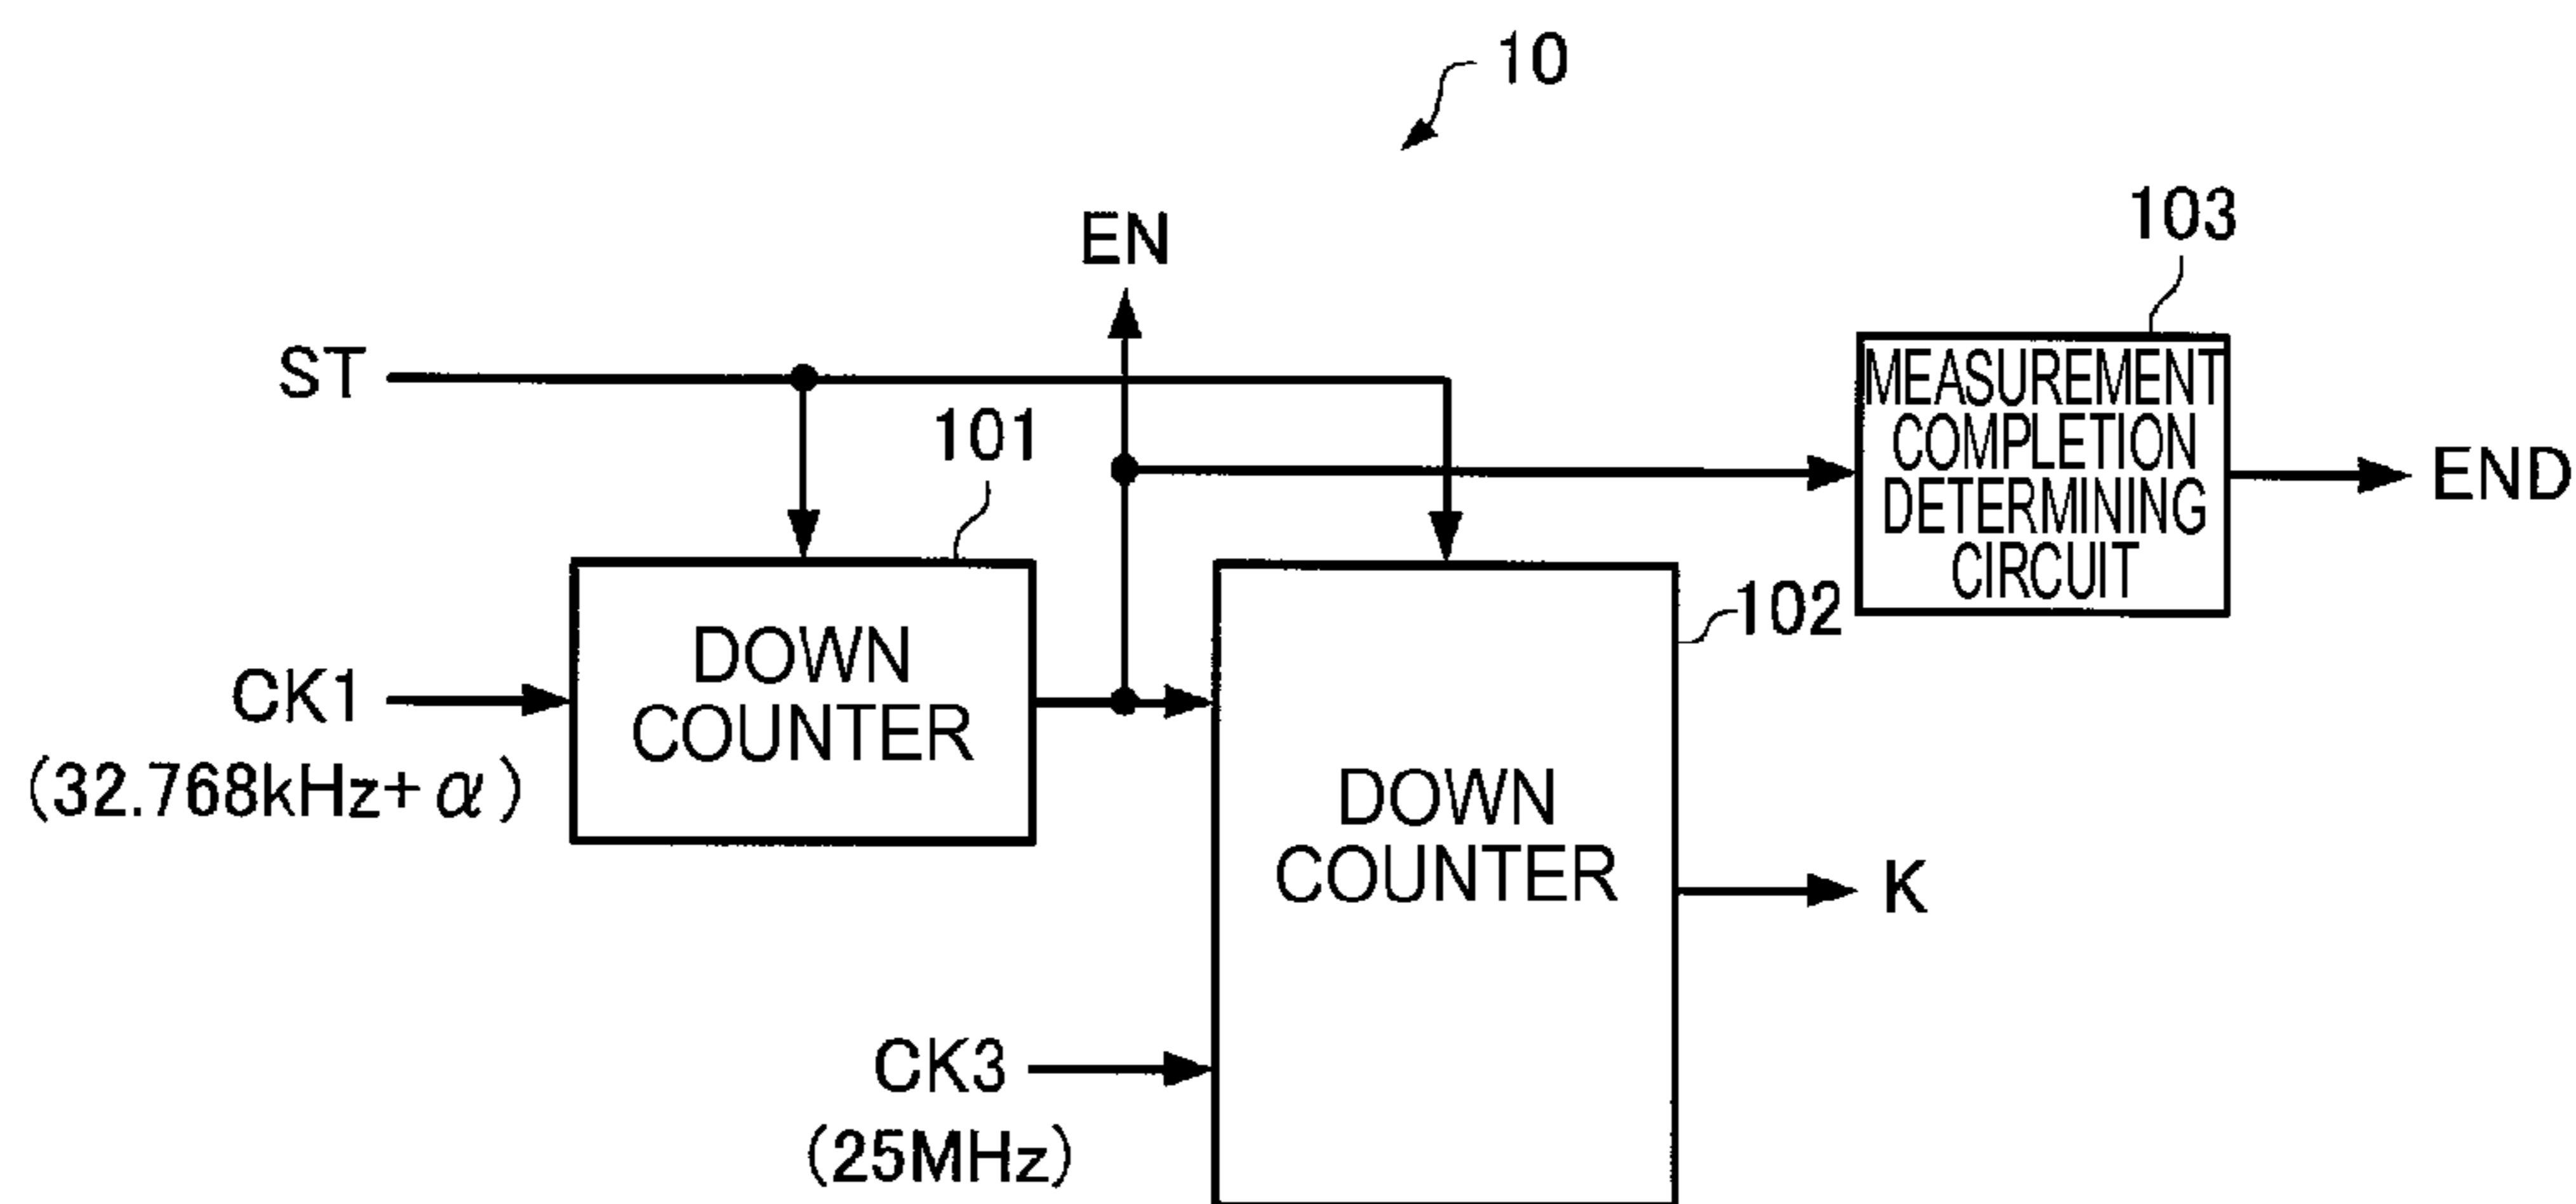 10
103
EN
ST
MEASUREMENT
COMPLETION
DETERMINING
CIRCUIT
END
101
102
DOWN
COUNTER
CK1
(32.768kHz+α)
DOWN
COUNTER
K
CK3
(25MHz)